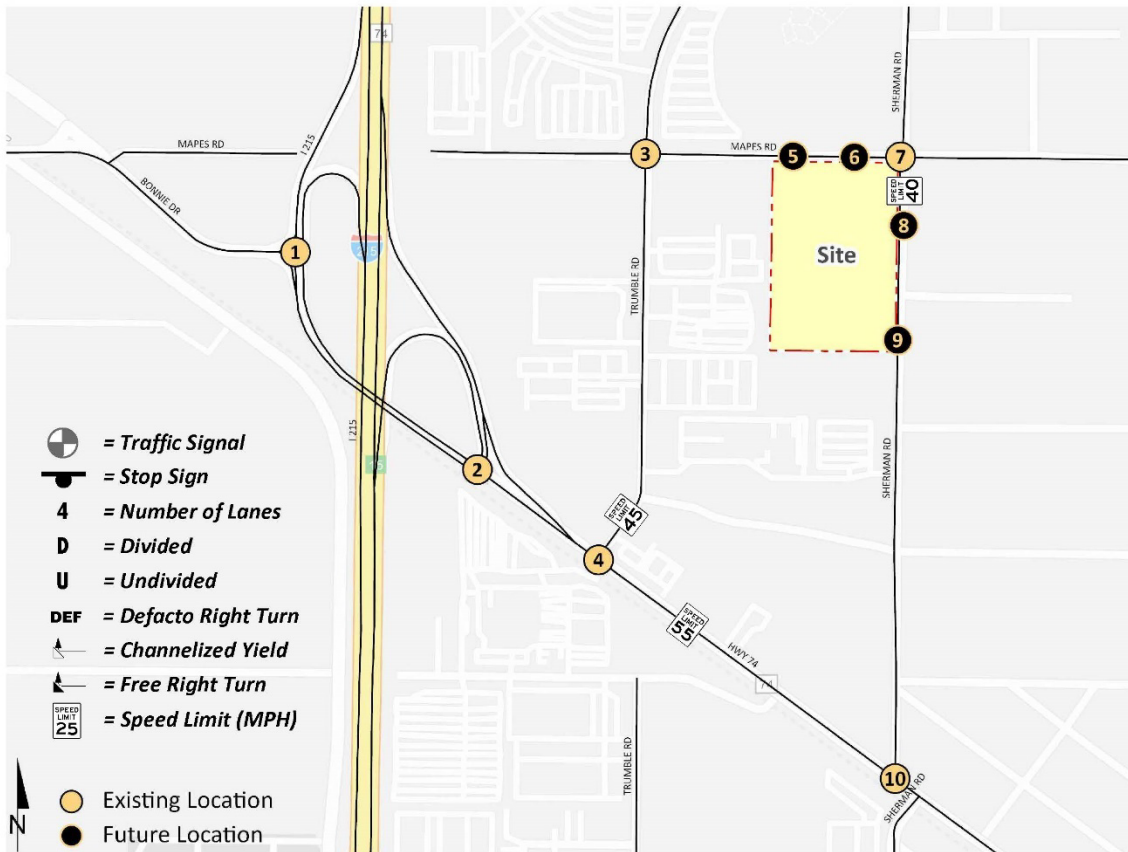 74
SHERMAN RD
MAPES RD
I 215
3
MAPES RD
5
6
7
BONNIE DR
SPEED
LIMIT
40
8
1
215
Site
TRUMBLE RD
9
= Traffic Signal
= Stop Sign
4 = Number of Lanes
D = Divided
U = Undivided
DEF = Defacto Right Turn
= Channelized Yield
= Free Right Turn
SPEED
LIMIT
25
= Speed Limit (MPH)
Existing Location
Future Location
N
I 215
2
SHERMAN RD
SPEED
LIMIT
45
4
SPEED
LIMIT
55
HWY 74
74
TRUMBLE RD
10
SHERMAN RD